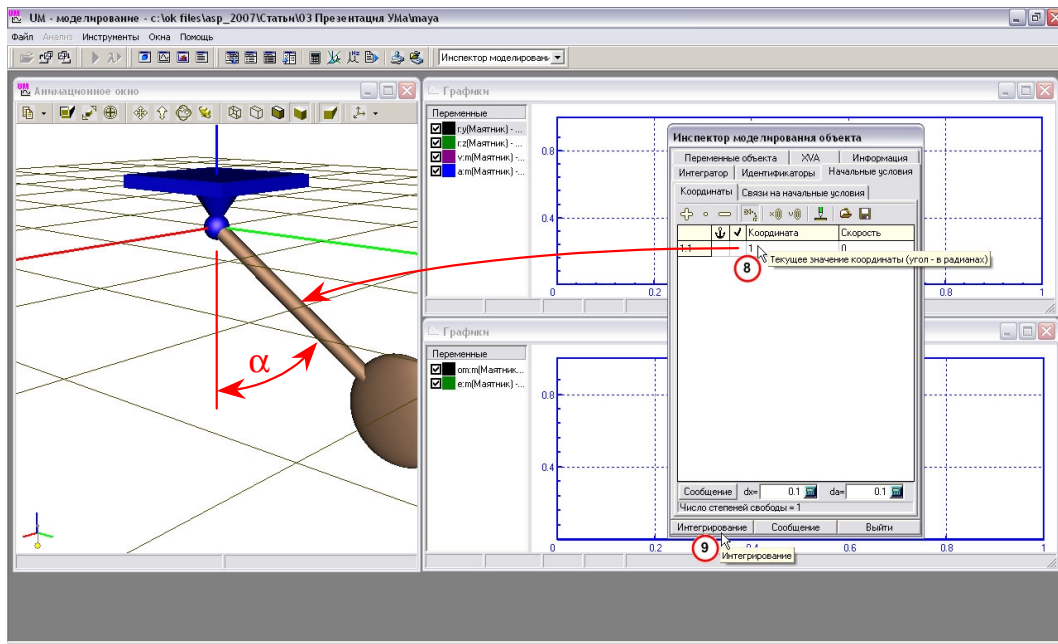 UM - моделирование - c:\ok files\asp_2007\Статьи\03 Презентация УМа\maya
Файл Анализ Инструменты Окна Помощь
Инспектор моделировани
Анимационное окно
α
Графики
Переменные
r:y(Маятник) - ...
r:z(Маятник) - ...
v:m(Маятник) - ...
a:m(Маятник) -...
0.8
0.4
0 0.2 0.8 1
Графики
Переменные
om:m(Маятник...
e:m(Маятник) -...
0.8
0.4
0 0.2 0.4 0.6 0.8 1
Инспектор моделирования объекта
Переменные объекта XVA Информация
Интегратор Идентификаторы Начальные условия
Координаты Связи на начальные условия
×0 v0
Координата Скорость
1.1 1 0
8
Текущее значение координаты (угол - в радианах)
Сообщение dx= 0.1 da= 0.1
Число степеней свободы = 1
Интегрирование Сообщение Выйти
9
Интегрирование